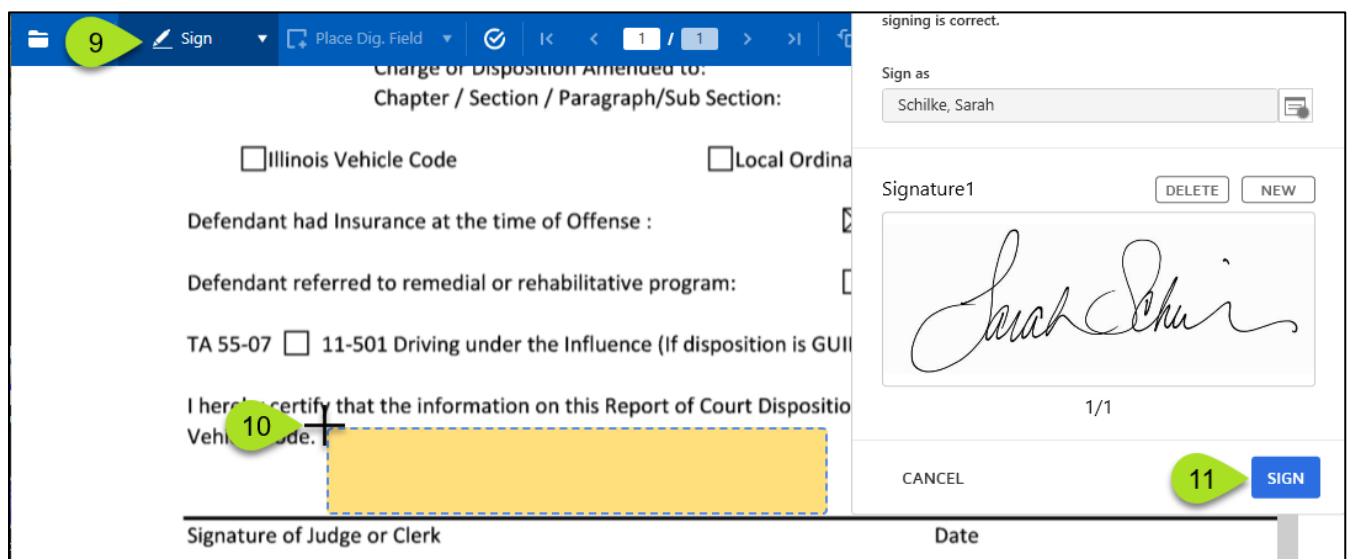 9 Sign Place Dig. Field 1 / 1
signing is correct.
Charge or Disposition Amended to:
Chapter / Section / Paragraph/Sub Section:
Sign as
Schilke, Sarah
Illinois Vehicle Code Local Ordina
Signature1 DELETE NEW
Defendant had Insurance at the time of Offense :
Sarah
Defendant referred to remedial or rehabilitative program:
TA 55-07 11-501 Driving under the Influence (If disposition is GUI
I hereby certify that the information on this Report of Court Dispositio
1/1
10
Vehicle Code.
CANCEL 11 SIGN
Signature of Judge or Clerk Date